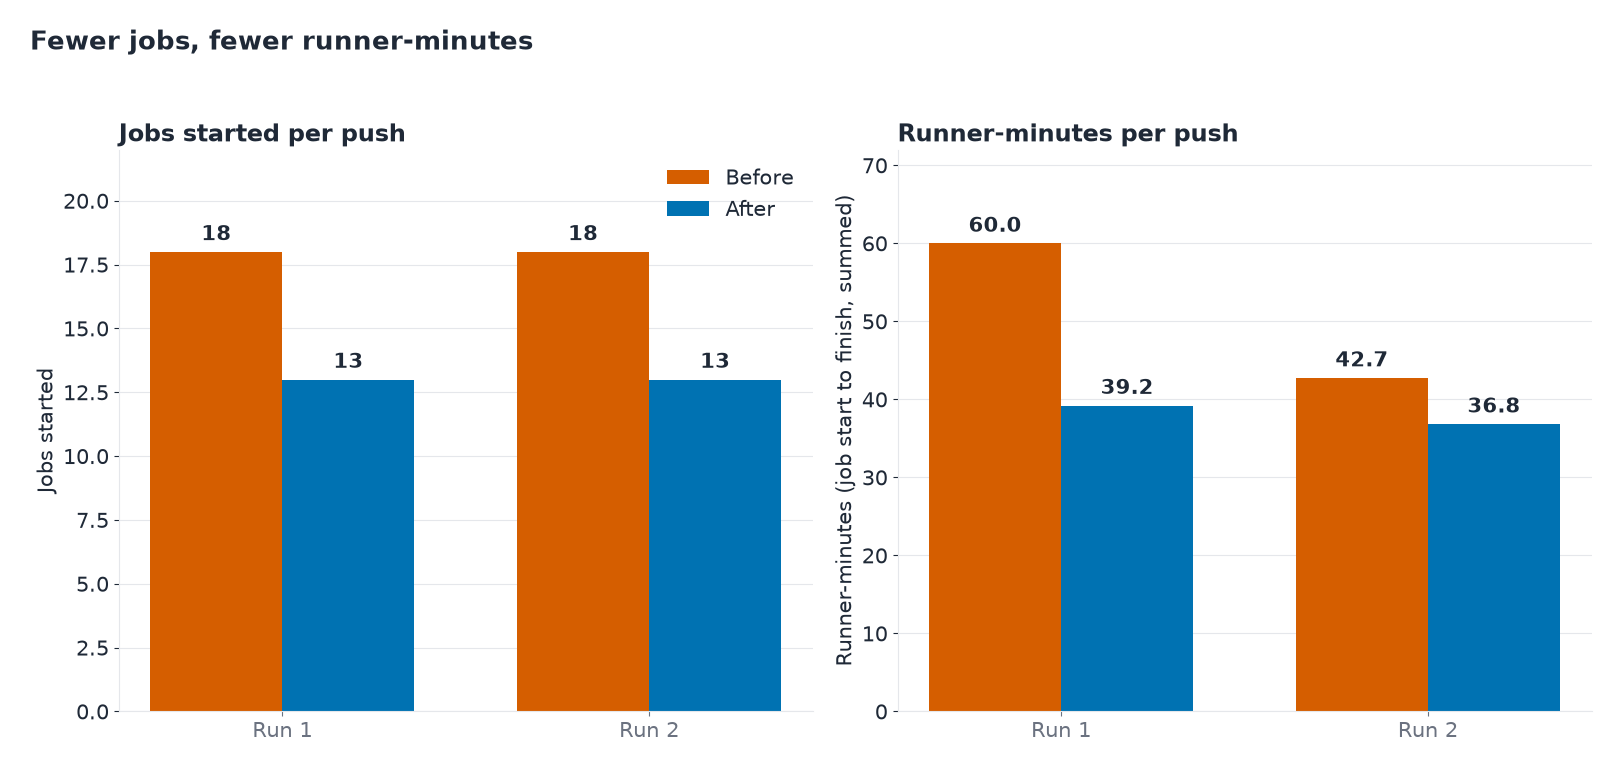 Fewer jobs, fewer runner-minutes
Jobs started per push
Before
After
Jobs started
20.0
17.5
15.0
12.5
10.0
7.5
5.0
2.5
0.0
18
13
18
13
Run 1
Run 2
Runner-minutes per push
Runner-minutes (job start to finish, summed)
70
60
50
40
30
20
10
0
60.0
39.2
42.7
36.8
Run 1
Run 2